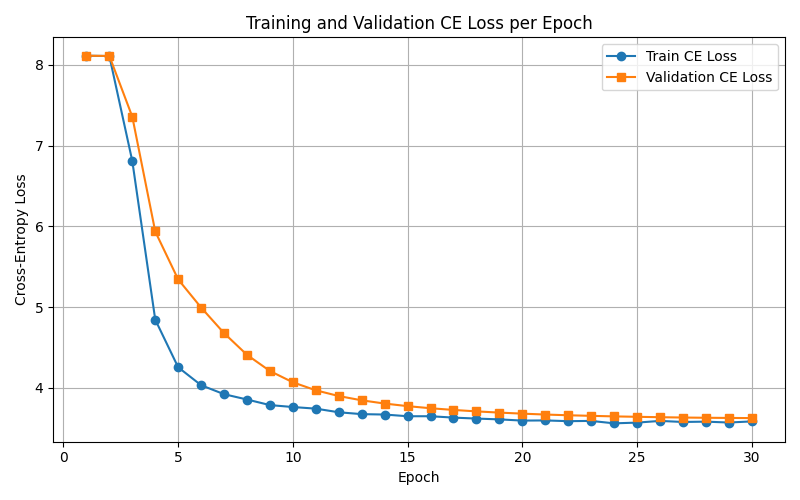 Training and Validation CE Loss per Epoch
Train CE Loss
Validation CE Loss
Cross-Entropy Loss
8
7
6
5
4
0 5 10 15 20 25 30
Epoch